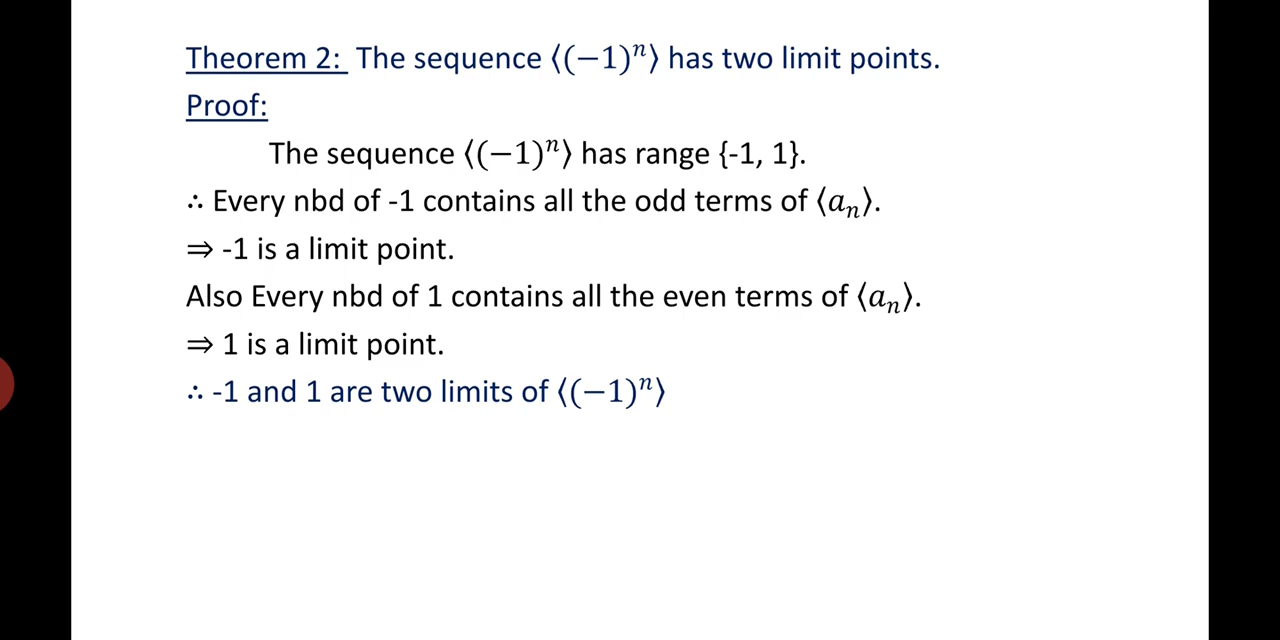 Theorem 2: The sequence ⟨(−1)ⁿ⟩ has two limit points.
Proof:
The sequence ⟨(−1)ⁿ⟩ has range {-1, 1}.
∴ Every nbd of -1 contains all the odd terms of ⟨aₙ⟩.
⇒ -1 is a limit point.
Also Every nbd of 1 contains all the even terms of ⟨aₙ⟩.
⇒ 1 is a limit point.
∴ -1 and 1 are two limits of ⟨(−1)ⁿ⟩